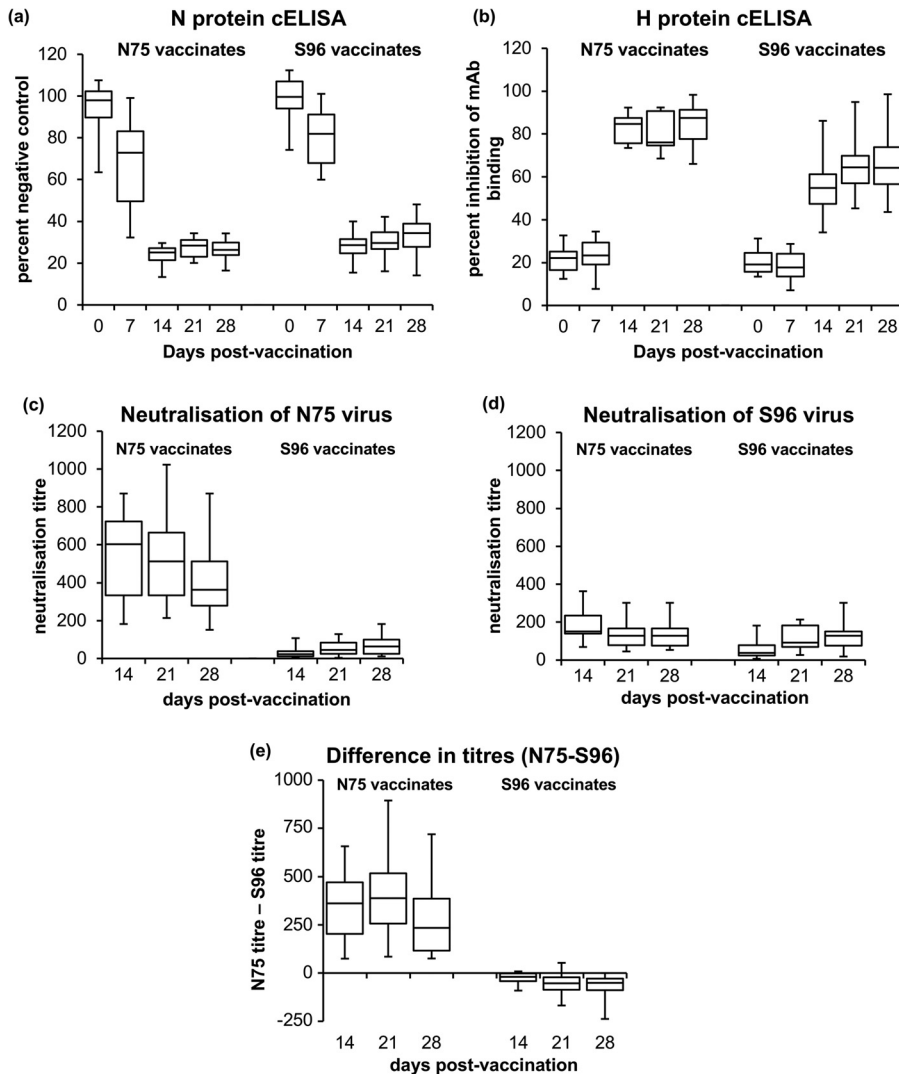 (a)
N protein cELISA
N75 vaccinates
S96 vaccinates
percent negative control
120
100
80
60
40
20
0
0 7 14 21 28 0 7 14 21 28
Days post-vaccination
(b)
H protein cELISA
N75 vaccinates
S96 vaccinates
percent inhibition of mAb
binding
120
100
80
60
40
20
0
0 7 14 21 28 0 7 14 21 28
Days post-vaccination
(c)
Neutralisation of N75 virus
N75 vaccinates
S96 vaccinates
neutralisation titre
1200
1000
800
600
400
200
0
14 21 28 14 21 28
days post-vaccination
(d)
Neutralisation of S96 virus
N75 vaccinates
S96 vaccinates
neutralisation titre
1200
1000
800
600
400
200
0
14 21 28 14 21 28
days post-vaccination
(e)
Difference in titres (N75-S96)
N75 vaccinates
S96 vaccinates
N75 titre – S96 titre
1000
750
500
250
0
-250
14 21 28 14 21 28
days post-vaccination